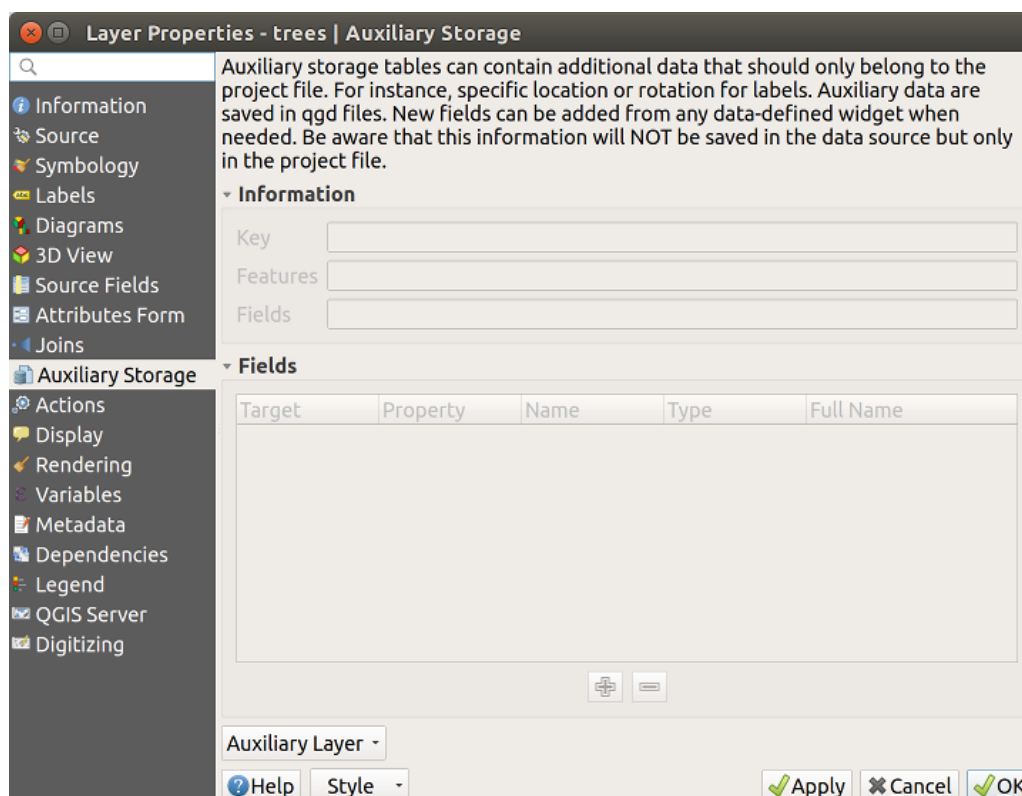 Layer Properties - trees | Auxiliary Storage
Information
Source
Symbology
Labels
Diagrams
3D View
Source Fields
Attributes Form
Joins
Auxiliary Storage
Actions
Display
Rendering
Variables
Metadata
Dependencies
Legend
QGIS Server
Digitizing
Auxiliary storage tables can contain additional data that should only belong to the
project file. For instance, specific location or rotation for labels. Auxiliary data are
saved in qgd files. New fields can be added from any data-defined widget when
needed. Be aware that this information will NOT be saved in the data source but only
in the project file.
Information
Key
Features
Fields
Fields
Target Property Name Type Full Name
Auxiliary Layer
Help Style Apply Cancel OK